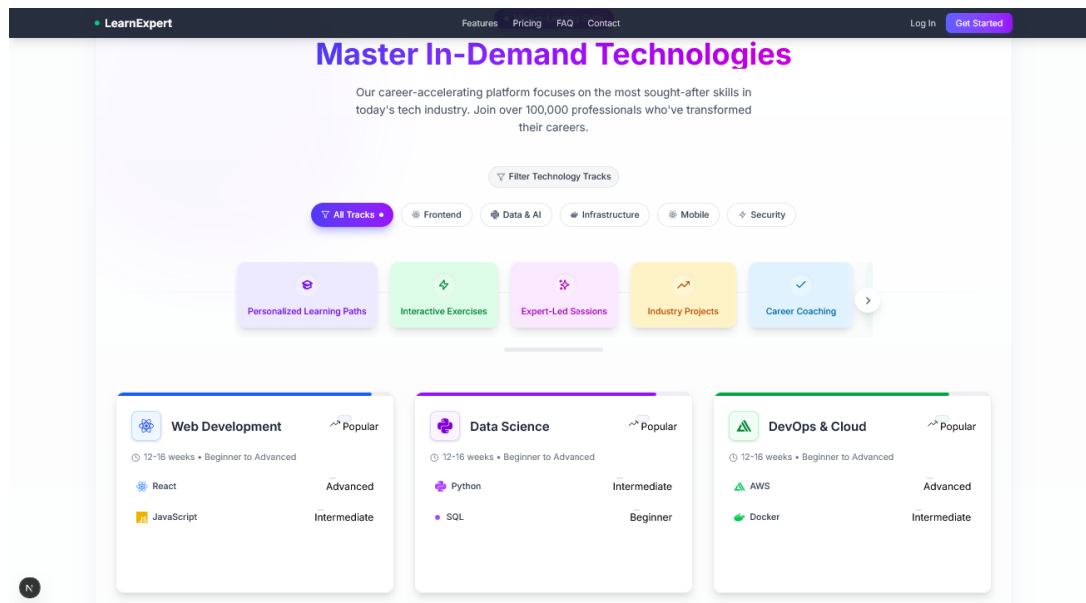 LearnExpert
Features Pricing FAQ Contact
Log In Get Started
Master In-Demand Technologies
Our career-accelerating platform focuses on the most sought-after skills in
today's tech industry. Join over 100,000 professionals who've transformed
their careers.
Filter Technology Tracks
All Tracks Frontend Data & AI Infrastructure Mobile Security
Personalized Learning Paths
Interactive Exercises
Expert-Led Sessions
Industry Projects
Career Coaching
Web Development Popular
12-16 weeks • Beginner to Advanced
React Advanced
JavaScript Intermediate
Data Science Popular
12-16 weeks • Beginner to Advanced
Python Intermediate
SQL Beginner
DevOps & Cloud Popular
12-16 weeks • Beginner to Advanced
AWS Advanced
Docker Intermediate
N